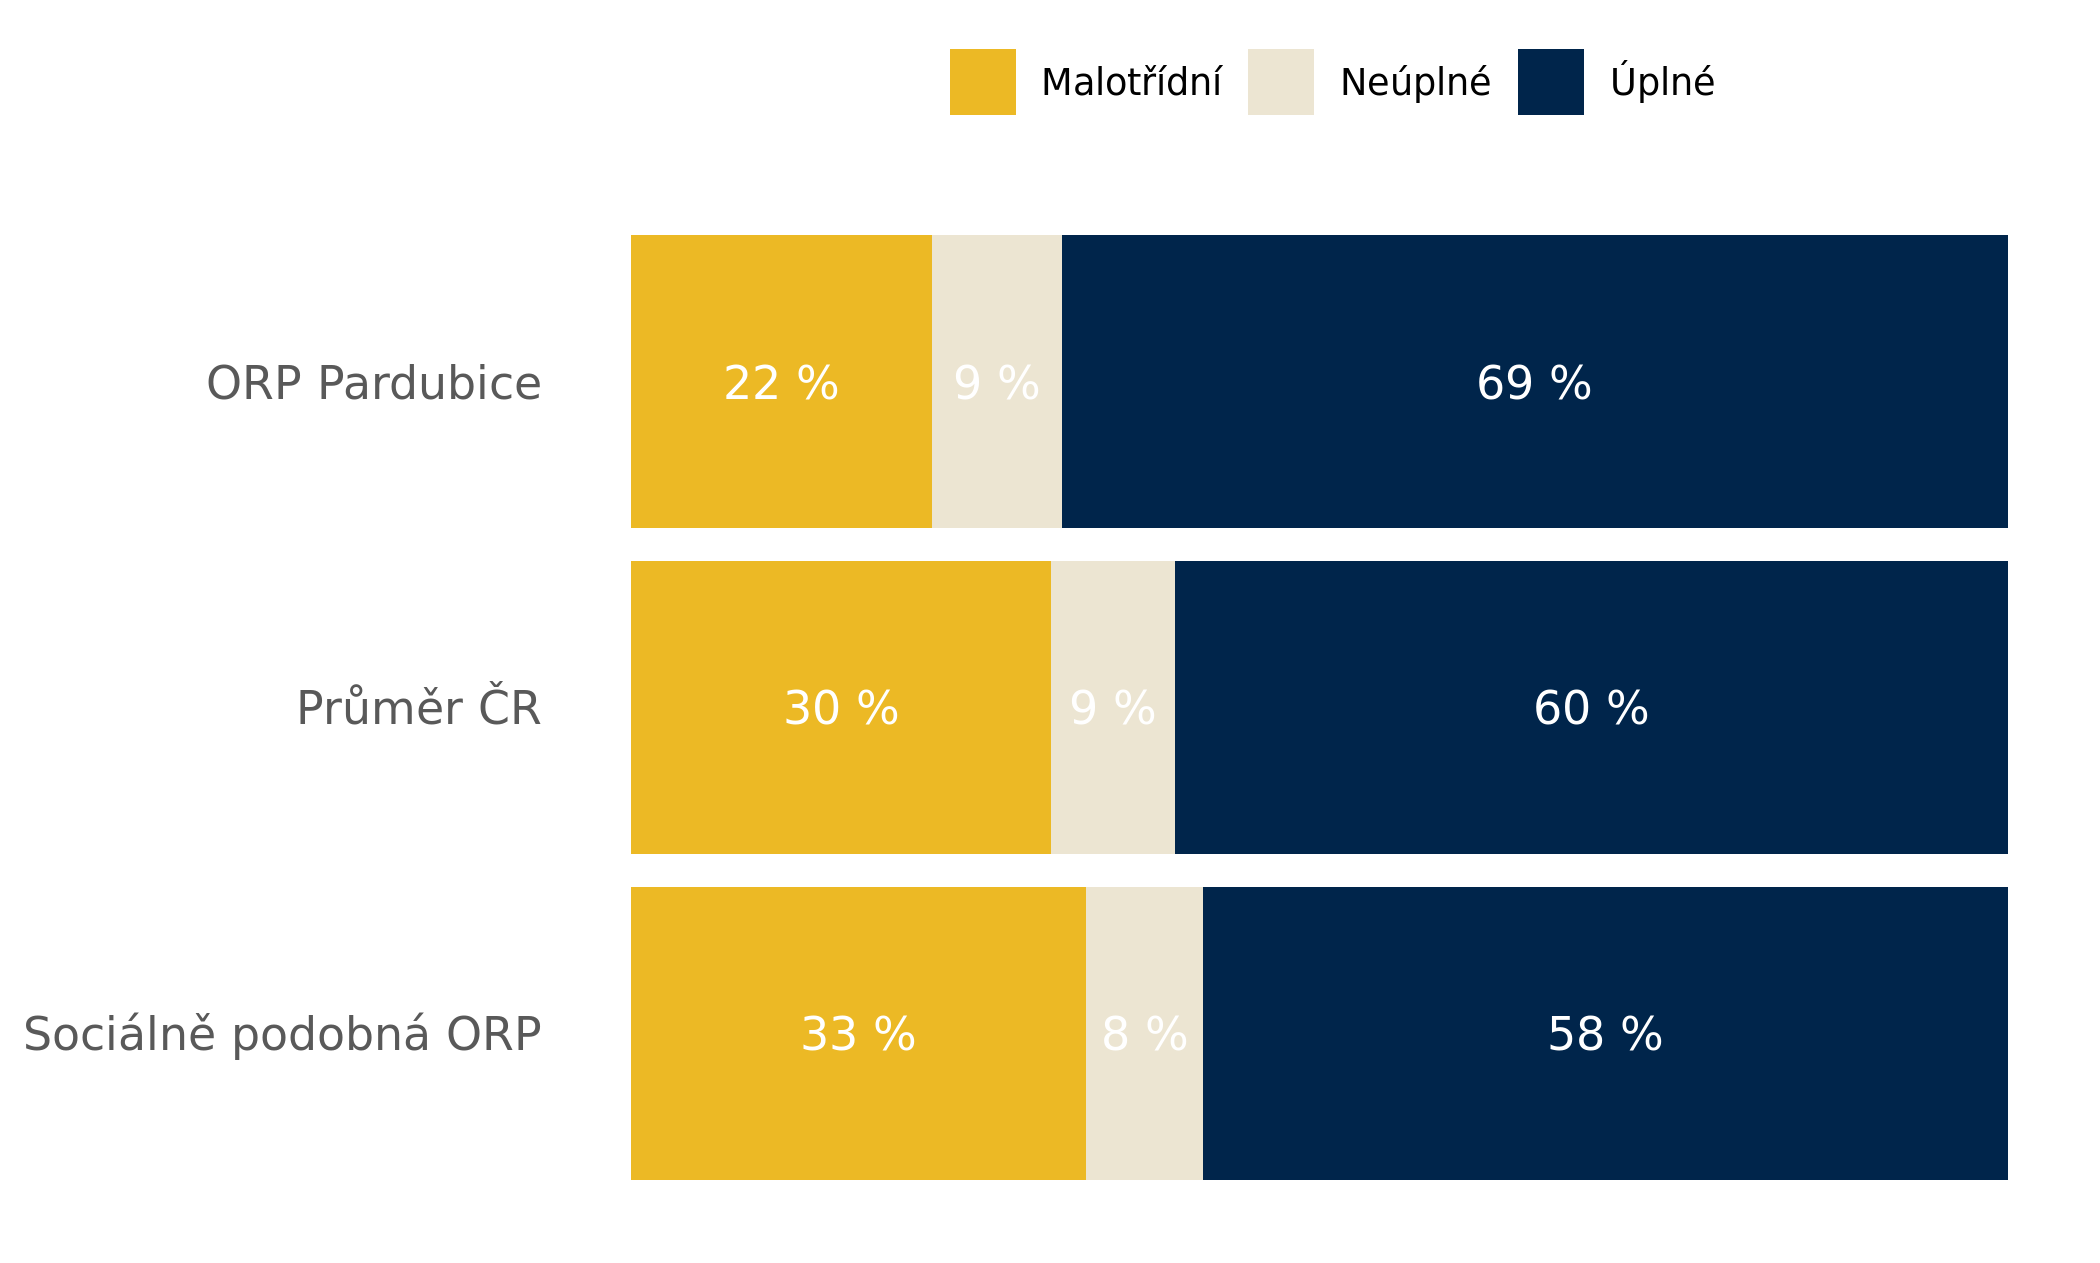 Malotřídní Neúplné Úplné
ORP Pardubice 22 % 9 % 69 %
Průměr ČR 30 % 9 % 60 %
Sociálně podobná ORP 33 % 8 % 58 %